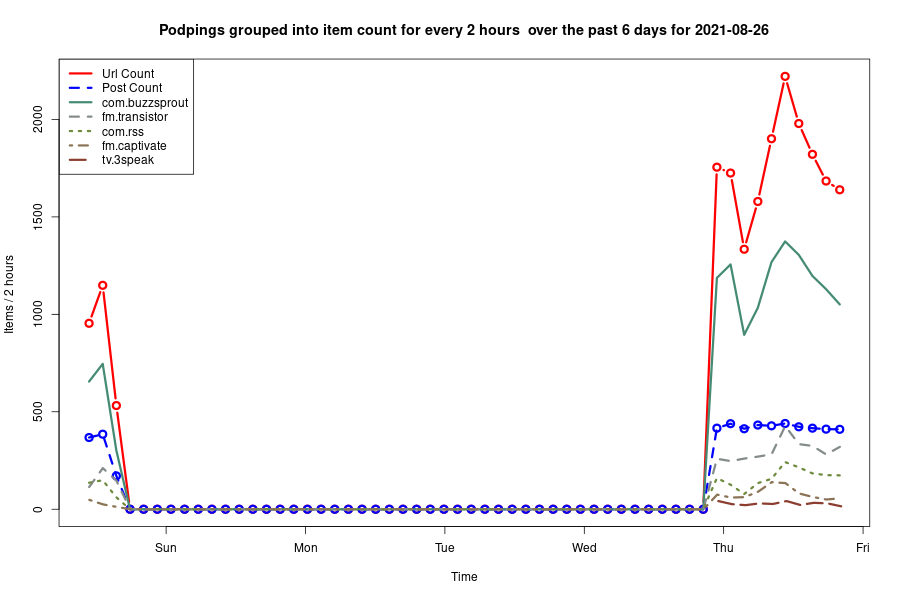 Podpings grouped into item count for every 2 hours  over the past 6 days for 2021-08-26
Url Count
Post Count
com.buzzsprout
fm.transistor
com.rss
fm.captivate
tv.3speak
2000
1500
1000
500
0
Items / 2 hours
Sun Mon Tue Wed Thu Fri
Time